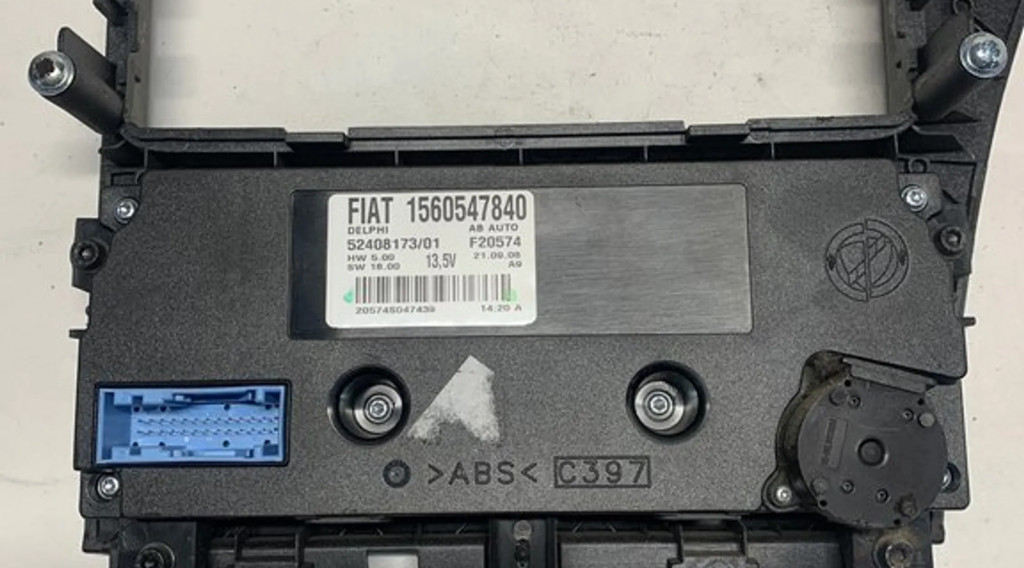 FIAT 1560547840
DELPHI AB AUTO
52408173/01 F20574
HW 5.00 13,5V 21.09.08
SW 18.00 A9
205745047439 14:20 A
>ABS< C397